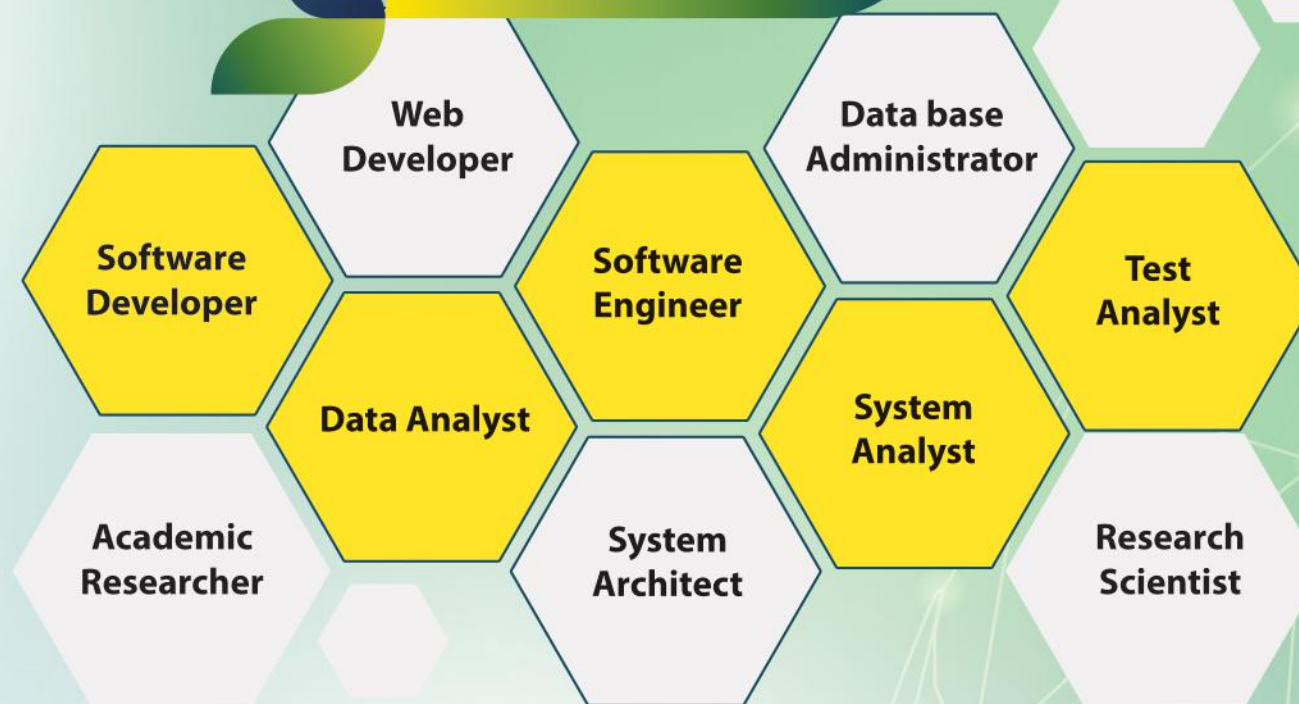 Web
Developer
Data base
Administrator
Software
Developer
Software
Engineer
Test
Analyst
Data Analyst
System
Analyst
Academic
Researcher
System
Architect
Research
Scientist